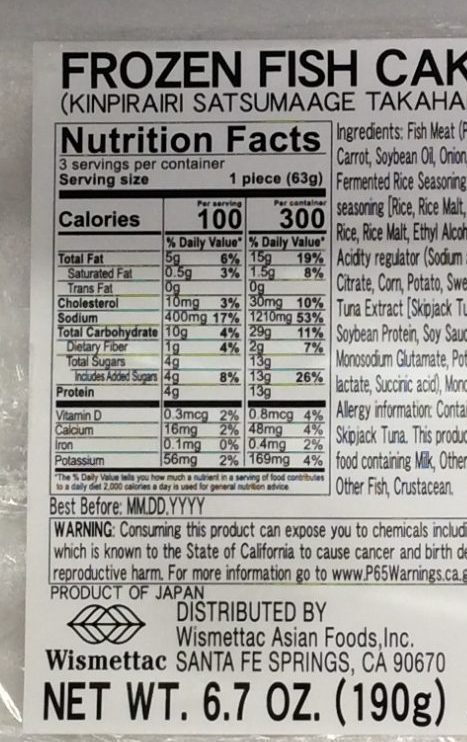 FROZEN FISH CAK
(KINPIRAIRI SATSUMAAGE TAKAHA
Nutrition Facts
3 servings per container
Serving size 1 piece (63g)
Per serving Per container
Calories 100 300
% Daily Value* % Daily Value*
Total Fat 5g 6% 15g 19%
Saturated Fat 0.5g 3% 1.5g 8%
Trans Fat 0g 0g
Cholesterol 10mg 3% 30mg 10%
Sodium 400mg 17% 1210mg 53%
Total Carbohydrate 10g 4% 29g 11%
Dietary Fiber 1g 4% 2g 7%
Total Sugars 4g 13g
Includes Added Sugars 4g 8% 13g 26%
Protein 4g 13g
Vitamin D 0.3mcg 2% 0.8mcg 4%
Calcium 16mg 2% 48mg 4%
Iron 0.1mg 0% 0.4mg 2%
Potassium 56mg 2% 169mg 4%
*The % Daily Value tells you how much a nutrient in a serving of food contributes
to a daily diet 2,000 calories a day is used for general nutrition advice.
Ingredients: Fish Meat (F
Carrot, Soybean Oil, Onion
Fermented Rice Seasoning
seasoning [Rice, Rice Malt,
Rice, Rice Malt, Ethyl Alcoh
Acidity regulator (Sodium
Citrate, Corn, Potato, Swe
Tuna Extract [Skipjack Tu
Soybean Protein, Soy Sauc
Monosodium Glutamate, Pot
lactate, Succinic acid), Mono
Allergy information: Conta
Skipjack Tuna. This produc
food containing Milk, Other
Other Fish, Crustacean.
Best Before: MM.DD.YYYY
WARNING: Consuming this product can expose you to chemicals includi
which is known to the State of California to cause cancer and birth de
reproductive harm. For more information go to www.P65Warnings.ca.g
PRODUCT OF JAPAN
DISTRIBUTED BY
Wismettac Asian Foods,Inc.
Wismettac SANTA FE SPRINGS, CA 90670
NET WT. 6.7 OZ. (190g)